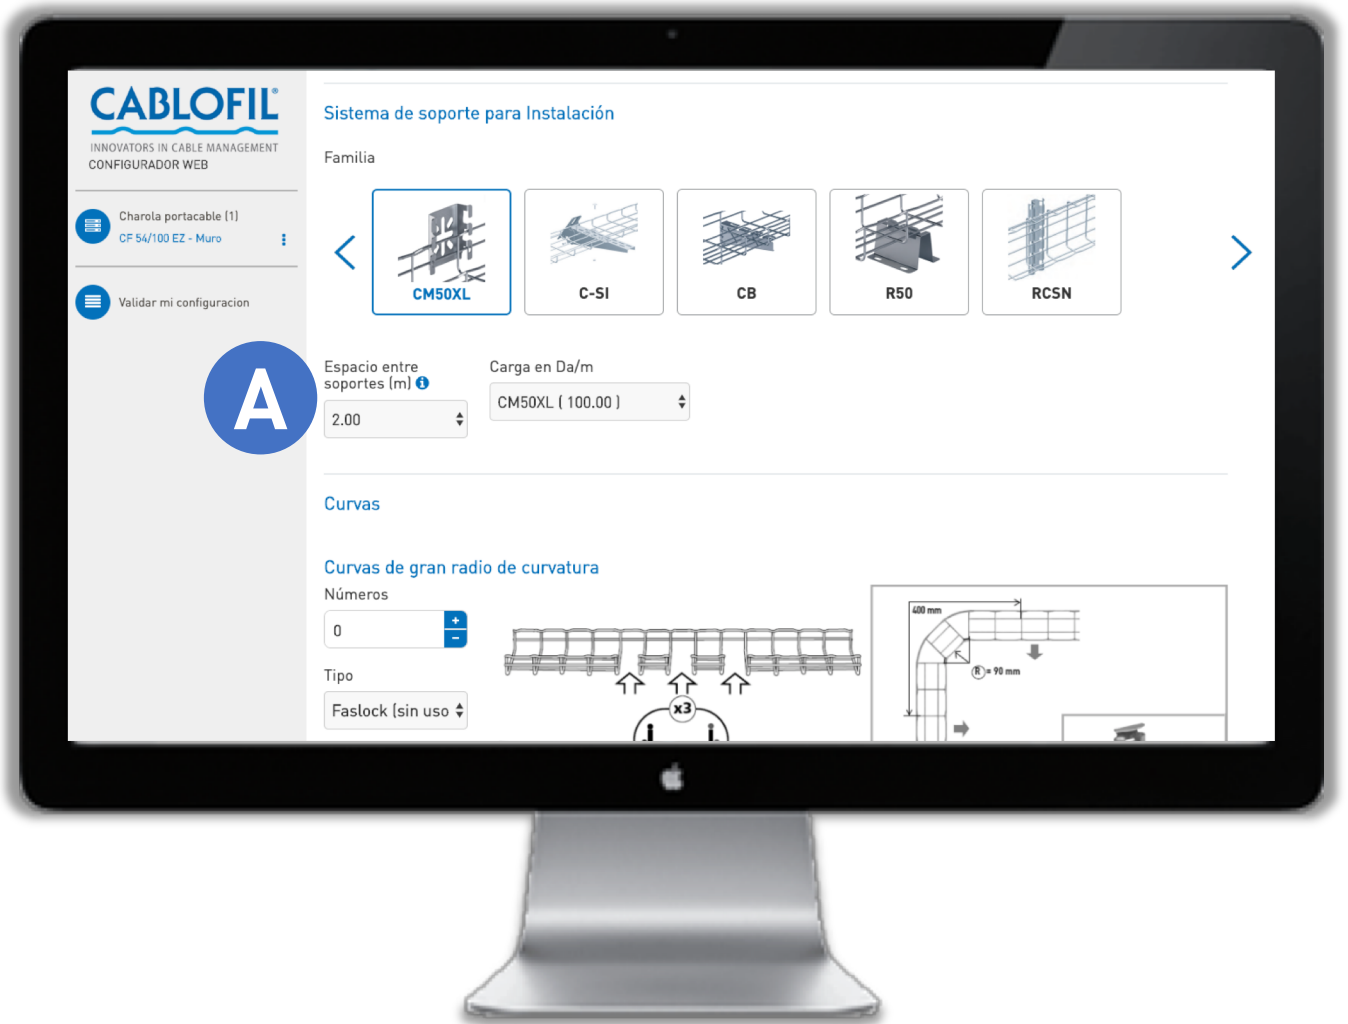 CABLOFIL®
INNOVATORS IN CABLE MANAGEMENT
CONFIGURADOR WEB
Charola portacable (1)
CF 54/100 EZ - Muro
Validar mi configuracion
A
Sistema de soporte para Instalación
Familia
CM50XL
C-SI
CB
R50
RCSN
Espacio entre
soportes (m)
2.00
Carga en Da/m
CM50XL ( 100.00 )
Curvas
Curvas de gran radio de curvatura
Números
0
+
-
Tipo
Faslock (sin uso
x3
400 mm
R = 90 mm